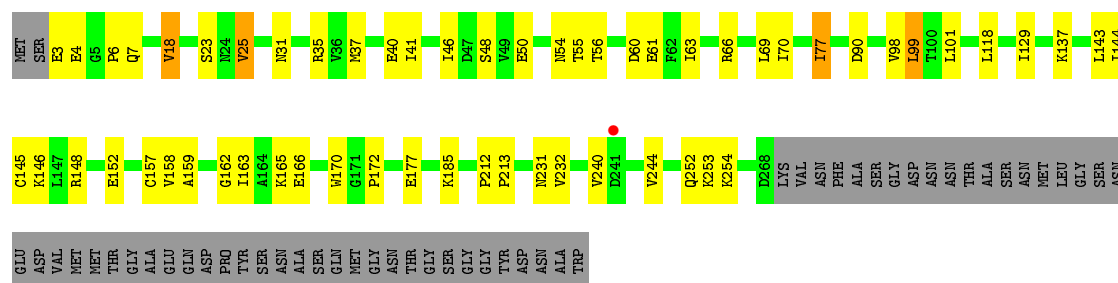 MET SER E3 E4 G5 P6 Q7 V18 S23 N24 V25 N31 R35 V36 M37 E40 I41 I46 D47 S48 V49 E50 N54 T55 T56 D60 E61 F62 I63 R66 L69 I70 I77 D90 V98 L99 T100 L101 L118 I129 K137 L143 I144
C145 K146 L147 R148 E152 C157 V158 A159 G162 I163 A164 K165 E166 W170 G171 P172 E177 K185 P212 P213 N231 V232 V240 D241 V244 Q252 K253 K254 D268 LYS VAL ASN PHE ALA SER GLY ASP ASN ASN THR ALA SER ASN MET LEU GLY SER ASN
GLU ASP VAL MET MET THR GLY ALA VAL GLU GLN ASP PRO TYR SER ASN ALA SER GLN MET GLY ASN THR GLY SER GLY GLY TYR ASP ASN ALA TRP